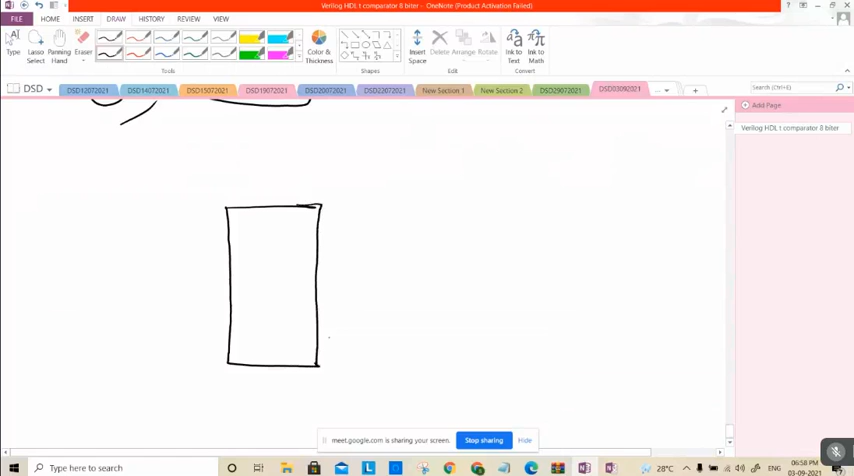 Verilog HDL t comparator 8 biter - OneNote (Product Activation Failed)
FILE HOME INSERT DRAW HISTORY REVIEW VIEW
Type Lasso Select Panning Hand Eraser Color & Thickness Insert Space Delete Arrange Rotate Ink to Text Ink to Math
Tools Shapes Edit Convert
DSD DSD12072021 DSD14072021 DSD15072021 DSD19072021 DSD20072021 DSD22072021 New Section 1 New Section 2 DSD29072021 DSD03092021 ... + Search (Ctrl+E)
Add Page
Verilog HDL t comparator 8 biter
meet.google.com is sharing your screen. Stop sharing Hide
Type here to search 28°C ENG 06:58 PM
03-09-2021